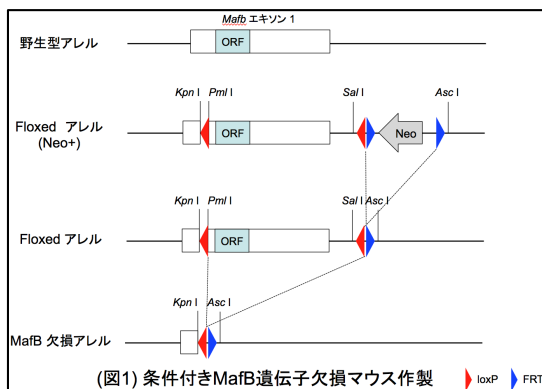 Mafb エキソン 1
野生型アレル
ORF
Kpn I Pml I Sal I Asc I
Floxed アレル
(Neo+)
ORF
Neo
Kpn I Pml I Sal I Asc I
Floxed アレル
ORF
Kpn I Asc I
MafB 欠損アレル
(図1) 条件付きMafB遺伝子欠損マウス作製
loxP
FRT